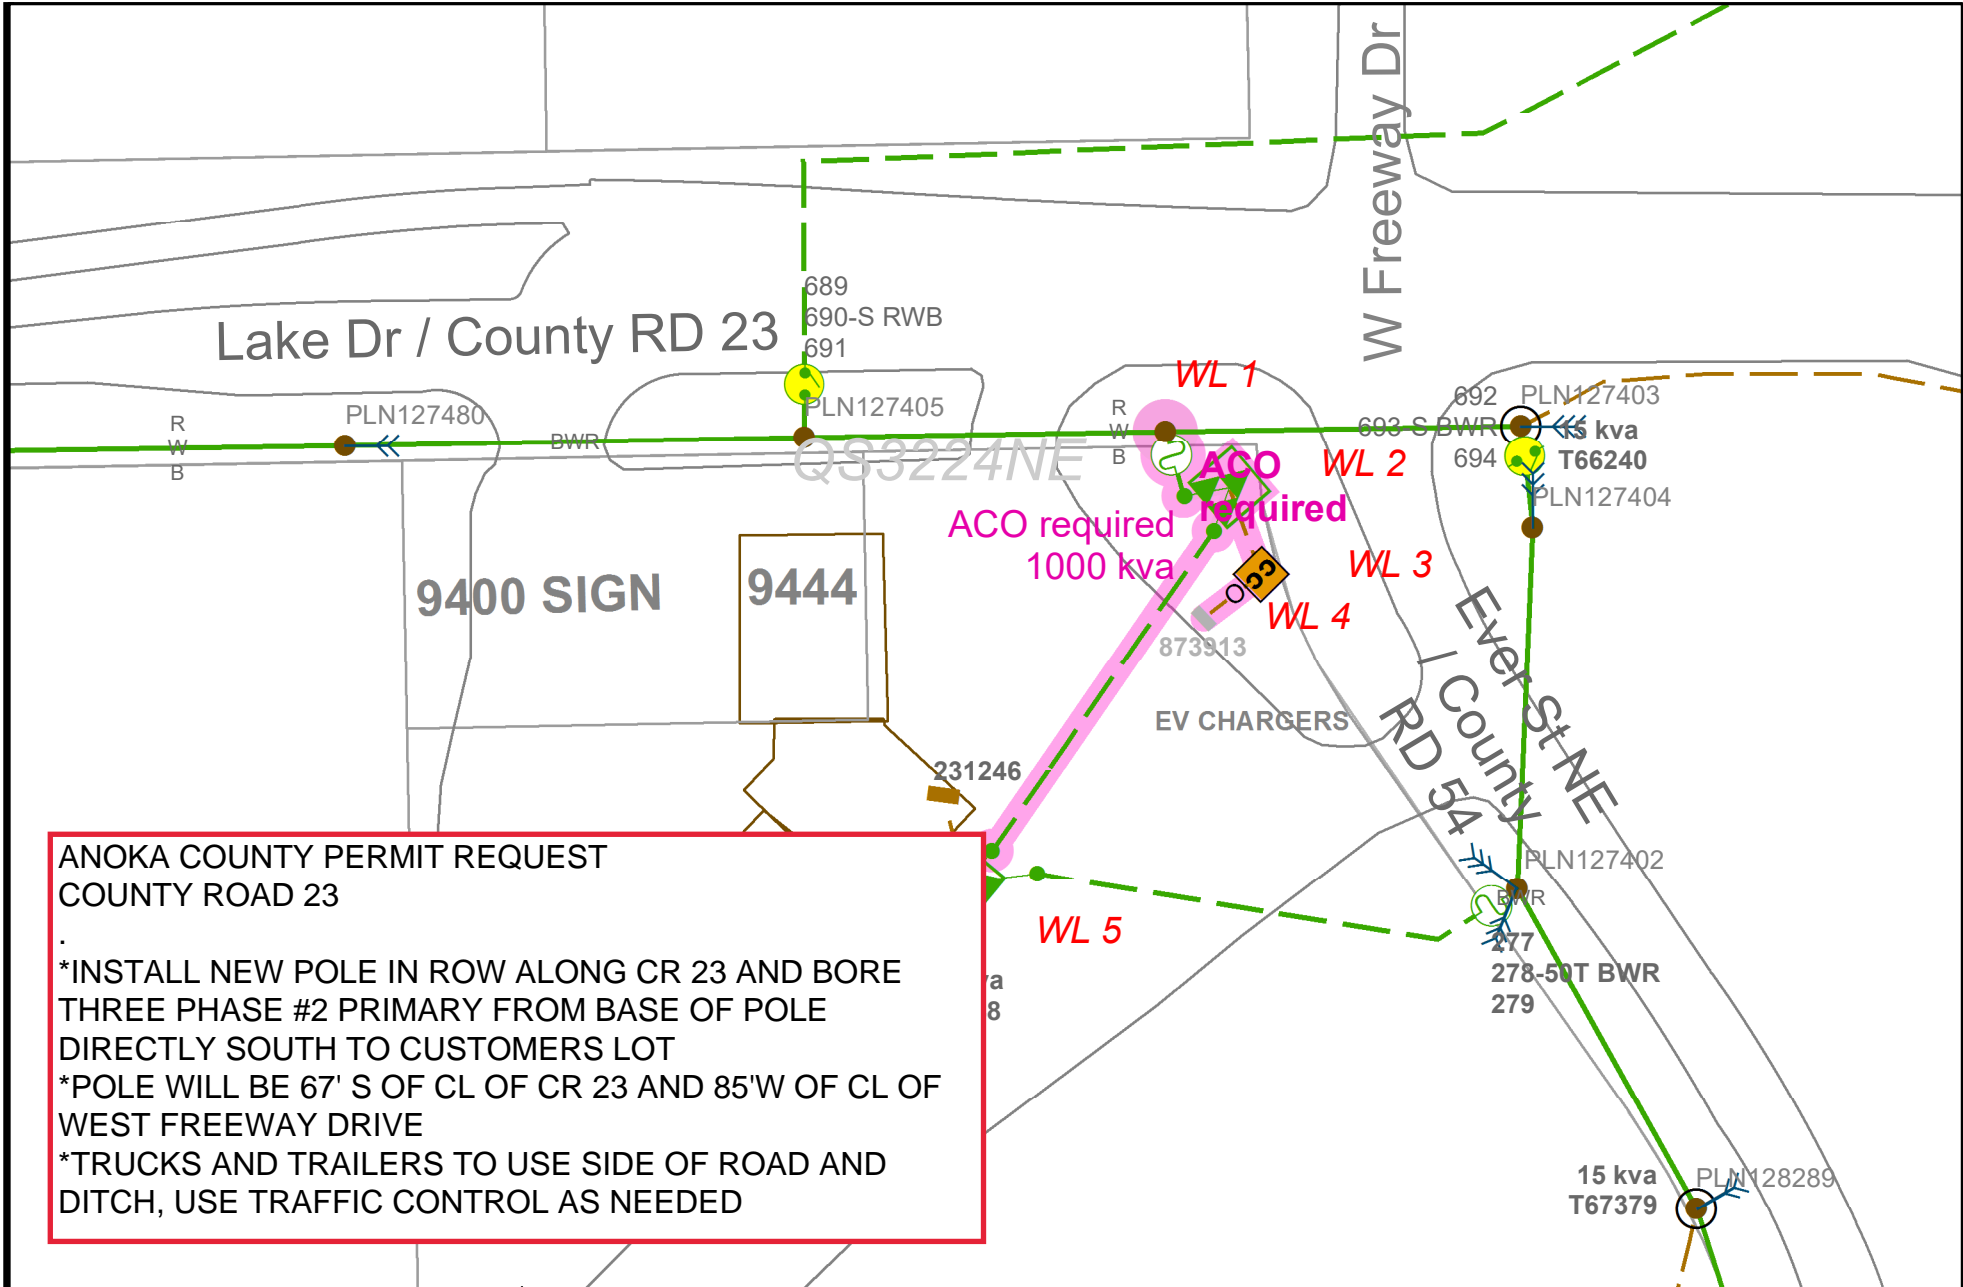 W Freeway Dr
689
690-S RWB
691
Lake Dr / County RD 23
WL 1
692
PLN127403
PLN127480
PLN127405
R
W
B
BWR
R
W
B
693-S BWR
15 kva
694
T66240
QS3224NE
ACO
required
WL 2
PLN127404
ACO required
1000 kva
WL 3
9400 SIGN
9444
WL 4
873913
Ever St NE
/ County
RD 54
EV CHARGERS
231246
PLN127402
BWR
WL 5
277
278-50T BWR
279
va
8
ANOKA COUNTY PERMIT REQUEST
COUNTY ROAD 23
.
*INSTALL NEW POLE IN ROW ALONG CR 23 AND BORE
THREE PHASE #2 PRIMARY FROM BASE OF POLE
DIRECTLY SOUTH TO CUSTOMERS LOT
*POLE WILL BE 67' S OF CL OF CR 23 AND 85'W OF CL OF
WEST FREEWAY DRIVE
*TRUCKS AND TRAILERS TO USE SIDE OF ROAD AND
DITCH, USE TRAFFIC CONTROL AS NEEDED
15 kva
T67379
PLN128289